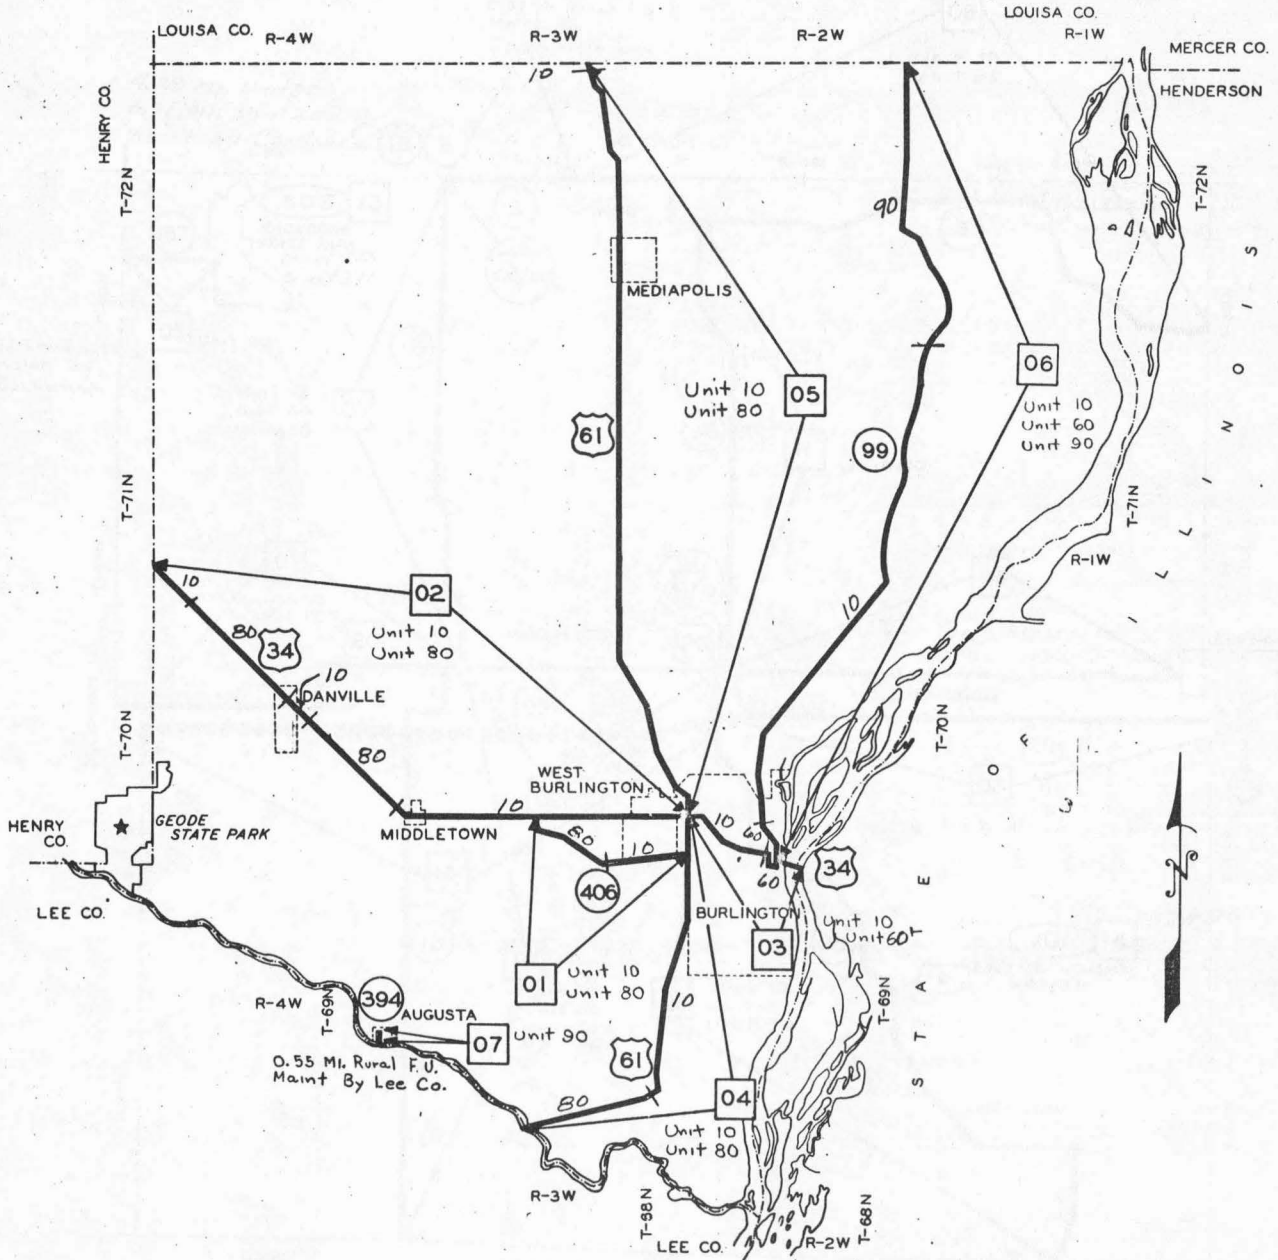 LOUISA CO.
LOUISA CO.
R-4W
R-3W
R-2W
R-1W
MERCER CO.
HENDERSON
HENRY CO.
10
T-72N
T-72N
90
MEDIAPOLIS
Unit 10
Unit 80
05
06
Unit 10
Unit 60
Unit 90
61
99
T-71N
T-71N
R-1W
02
Unit 10
Unit 80
10
80
34
10
DANVILLE
10
80
T-70N
T-70N
WEST
BURLINGTON
10
MIDDLETOWN
GEODE
STATE PARK
HENRY
CO.
LEE CO.
80
10
406
10
60
60
34
BURLINGTON
Unit 10
Unit 60
03
01
Unit 10
Unit 80
STATE OF ILLINOIS
N
R-4W
T-69N
T-69N
394
AUGUSTA
07
Unit 90
0.55 MI. Rural F.U.
Maint By Lee Co.
10
61
80
04
Unit 10
Unit 80
R-3W
T-68N
T-68N
R-2W
LEE CO.